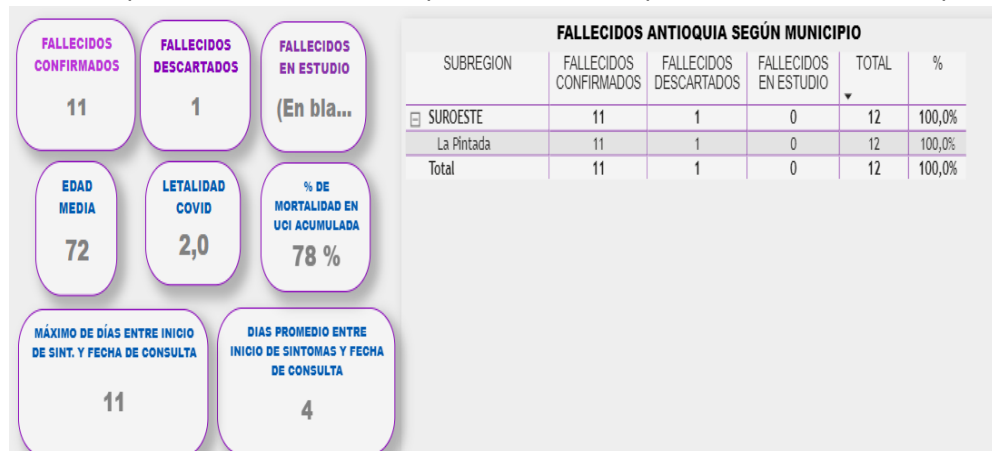 FALLECIDOS
CONFIRMADOS
11
FALLECIDOS
DESCARTADOS
1
FALLECIDOS
EN ESTUDIO
(En bla...
EDAD
MEDIA
72
LETALIDAD
COVID
2,0
% DE
MORTALIDAD EN
UCI ACUMULADA
78 %
MÁXIMO DE DÍAS ENTRE INICIO
DE SINT. Y FECHA DE CONSULTA
11
DIAS PROMEDIO ENTRE
INICIO DE SINTOMAS Y FECHA
DE CONSULTA
4
FALLECIDOS ANTIOQUIA SEGÚN MUNICIPIO
SUBREGION FALLECIDOS CONFIRMADOS FALLECIDOS DESCARTADOS FALLECIDOS EN ESTUDIO TOTAL %
SUROESTE 11 1 0 12 100,0%
La Pintada 11 1 0 12 100,0%
Total 11 1 0 12 100,0%